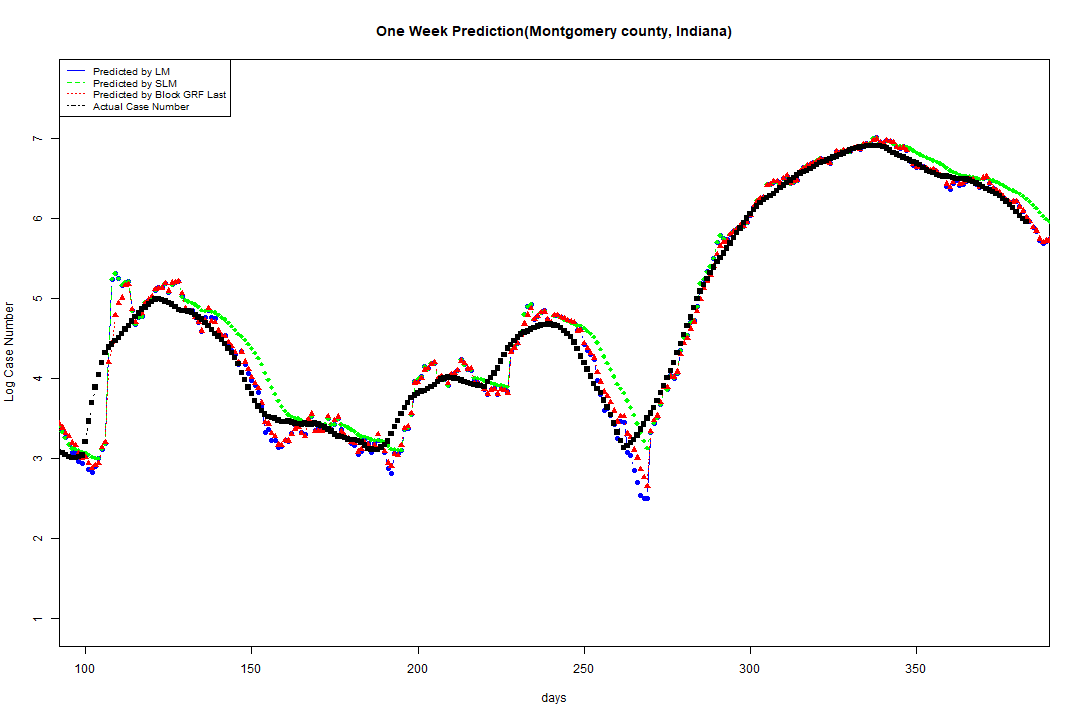 One Week Prediction(Montgomery county, Indiana)
Predicted by LM
Predicted by SLM
Predicted by Block GRF Last
Actual Case Number
Log Case Number
7
6
5
4
3
2
1
100 150 200 250 300 350
days